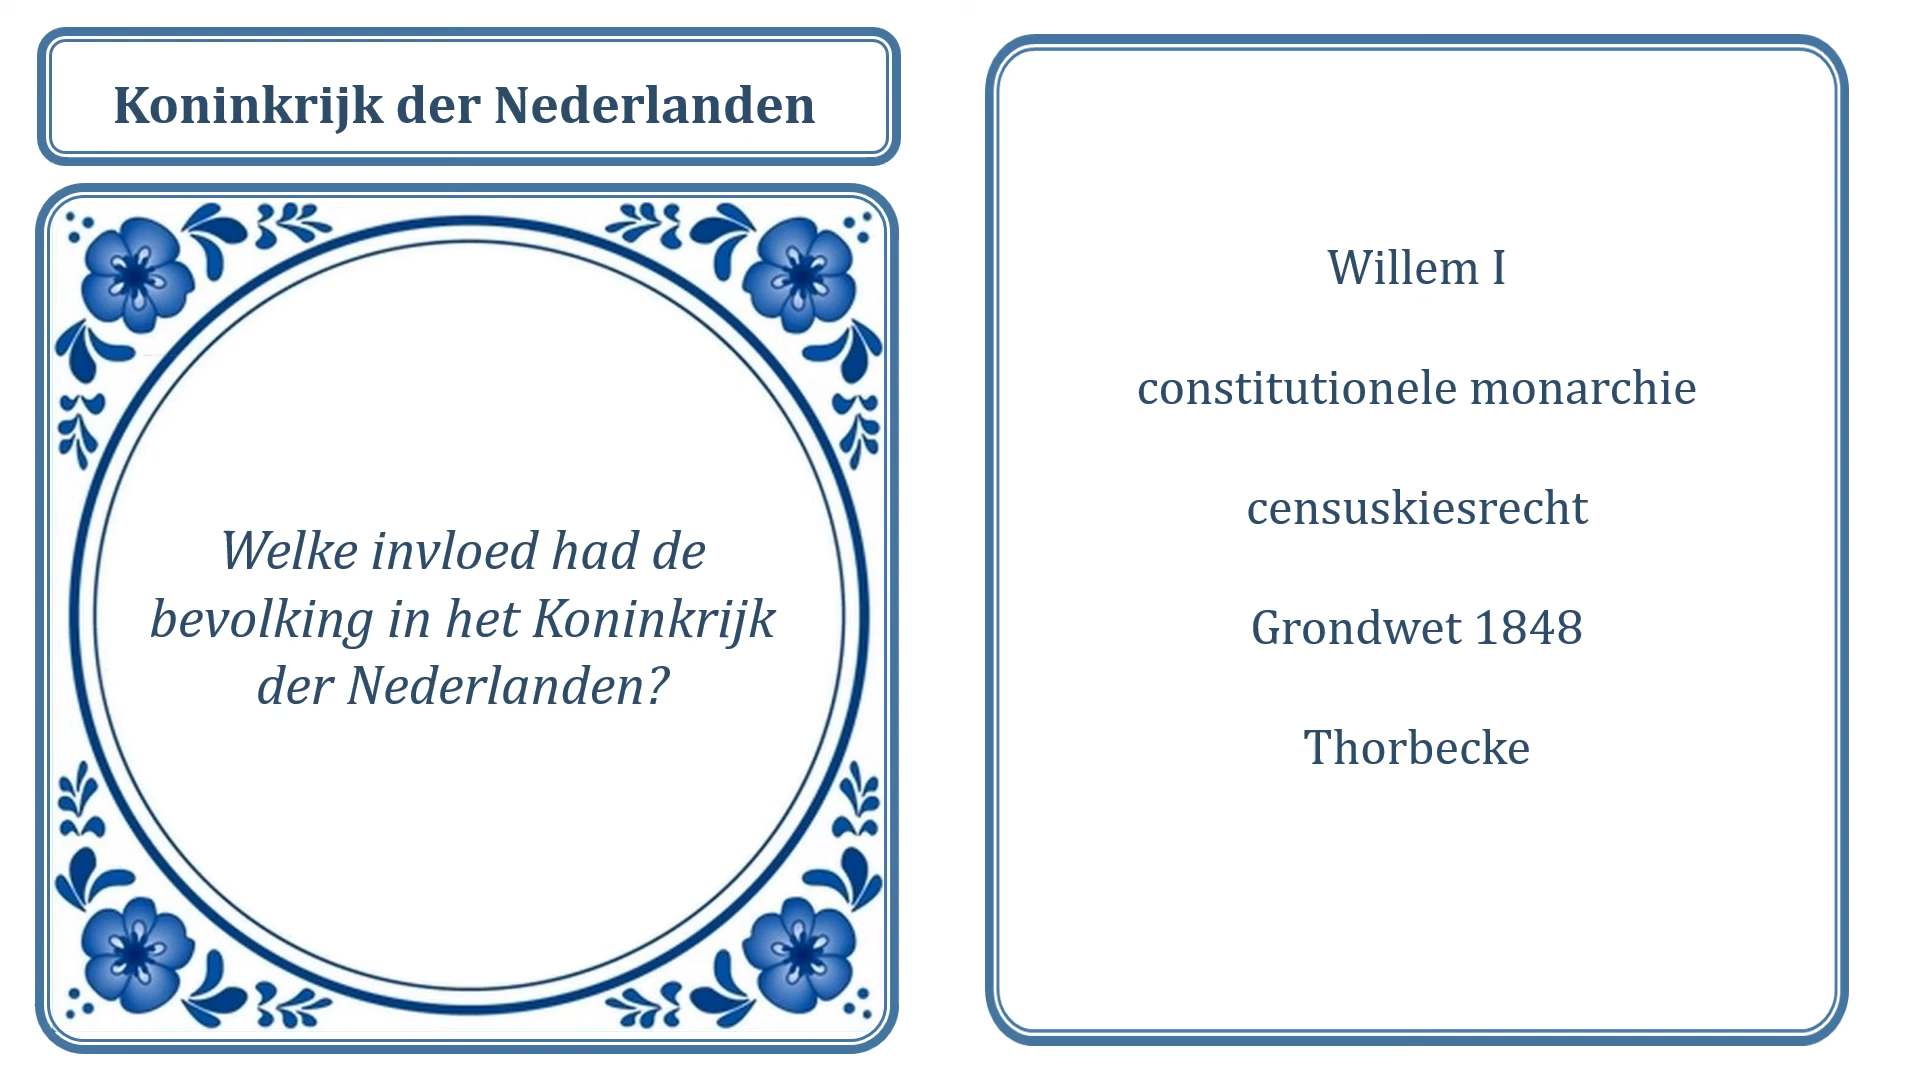 Koninkrijk der Nederlanden
Welke invloed had de
bevolking in het Koninkrijk
der Nederlanden?
Willem I
constitutionele monarchie
censuskiesrecht
Grondwet 1848
Thorbecke